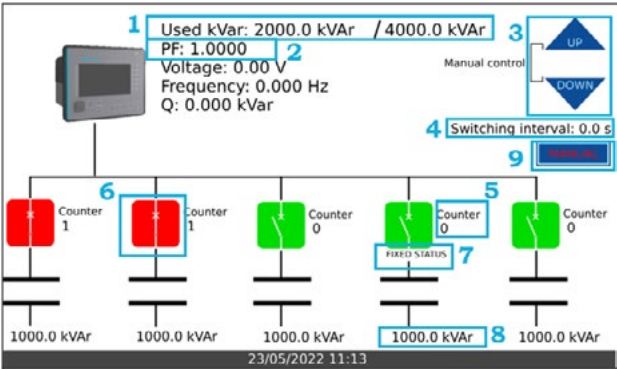 1 Used kVar: 2000.0 kVAr / 4000.0 kVAr
PF: 1.0000 2
Voltage: 0.00 V
Frequency: 0.000 Hz
Q: 0.000 kVar
3 UP
Manual control
DOWN
4 Switching interval: 0.0 s
9 MANUAL
6 5
Counter Counter Counter Counter Counter
1 1 0 0 0
FIXED STATUS 7
1000.0 kVAr 1000.0 kVAr 1000.0 kVAr 1000.0 kVAr 8 1000.0 kVAr
23/05/2022 11:13